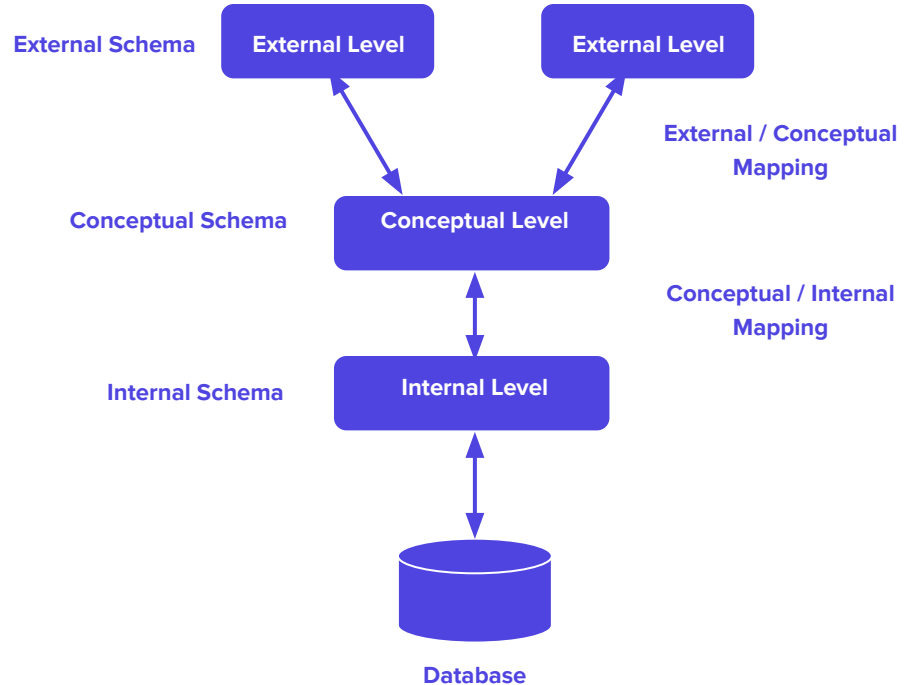 External Schema
External Level
External Level
External / Conceptual
Mapping
Conceptual Schema
Conceptual Level
Conceptual / Internal
Mapping
Internal Schema
Internal Level
Database